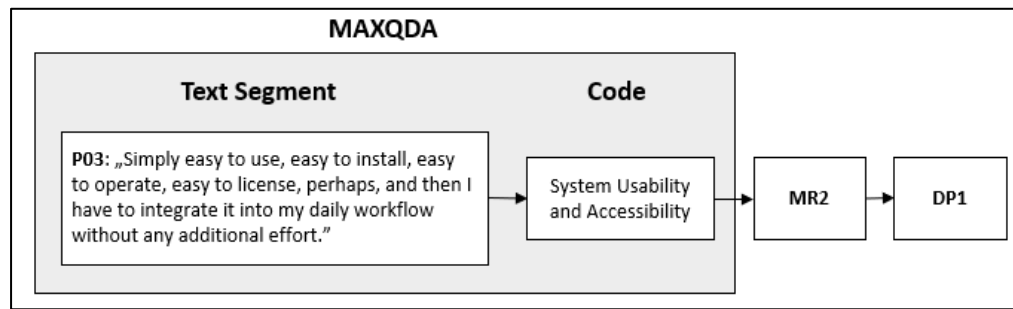 MAXQDA
Text Segment
Code
P03: „Simply easy to use, easy to install, easy
to operate, easy to license, perhaps, and then I
have to integrate it into my daily workflow
without any additional effort.”
System Usability
and Accessibility
MR2
DP1